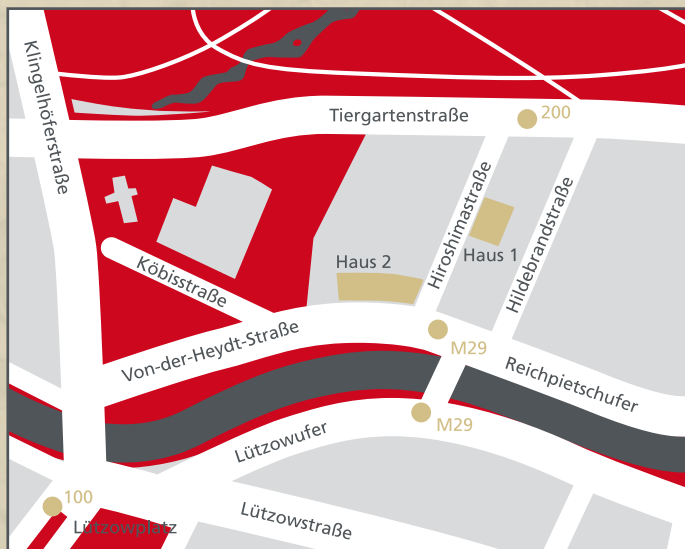 Klingelhöferstraße
Tiergartenstraße
200
Hiroshimastraße
Hildebrandstraße
Haus 1
Haus 2
Köbisstraße
Von-der-Heydt-Straße
M29
Reichpietschufer
M29
Lützowufer
100
Lützowplatz
Lützowstraße